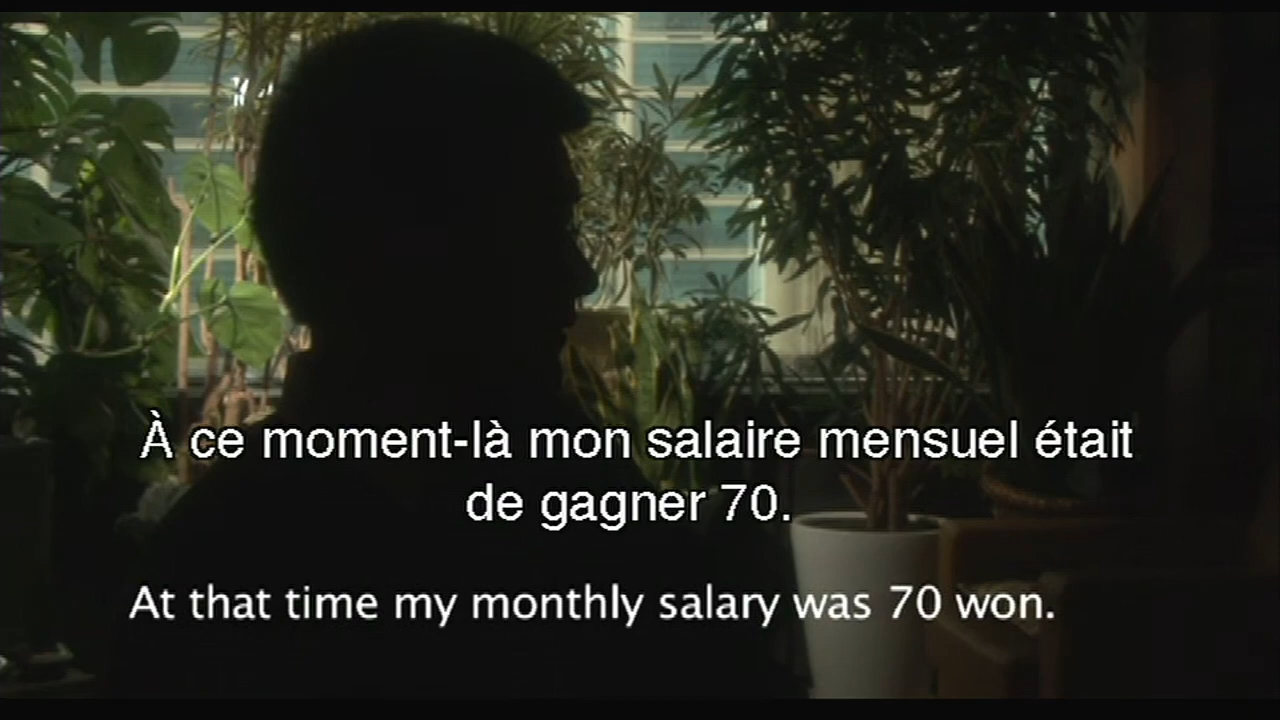 À ce moment-là mon salaire mensuel était
de gagner 70.
At that time my monthly salary was 70 won.